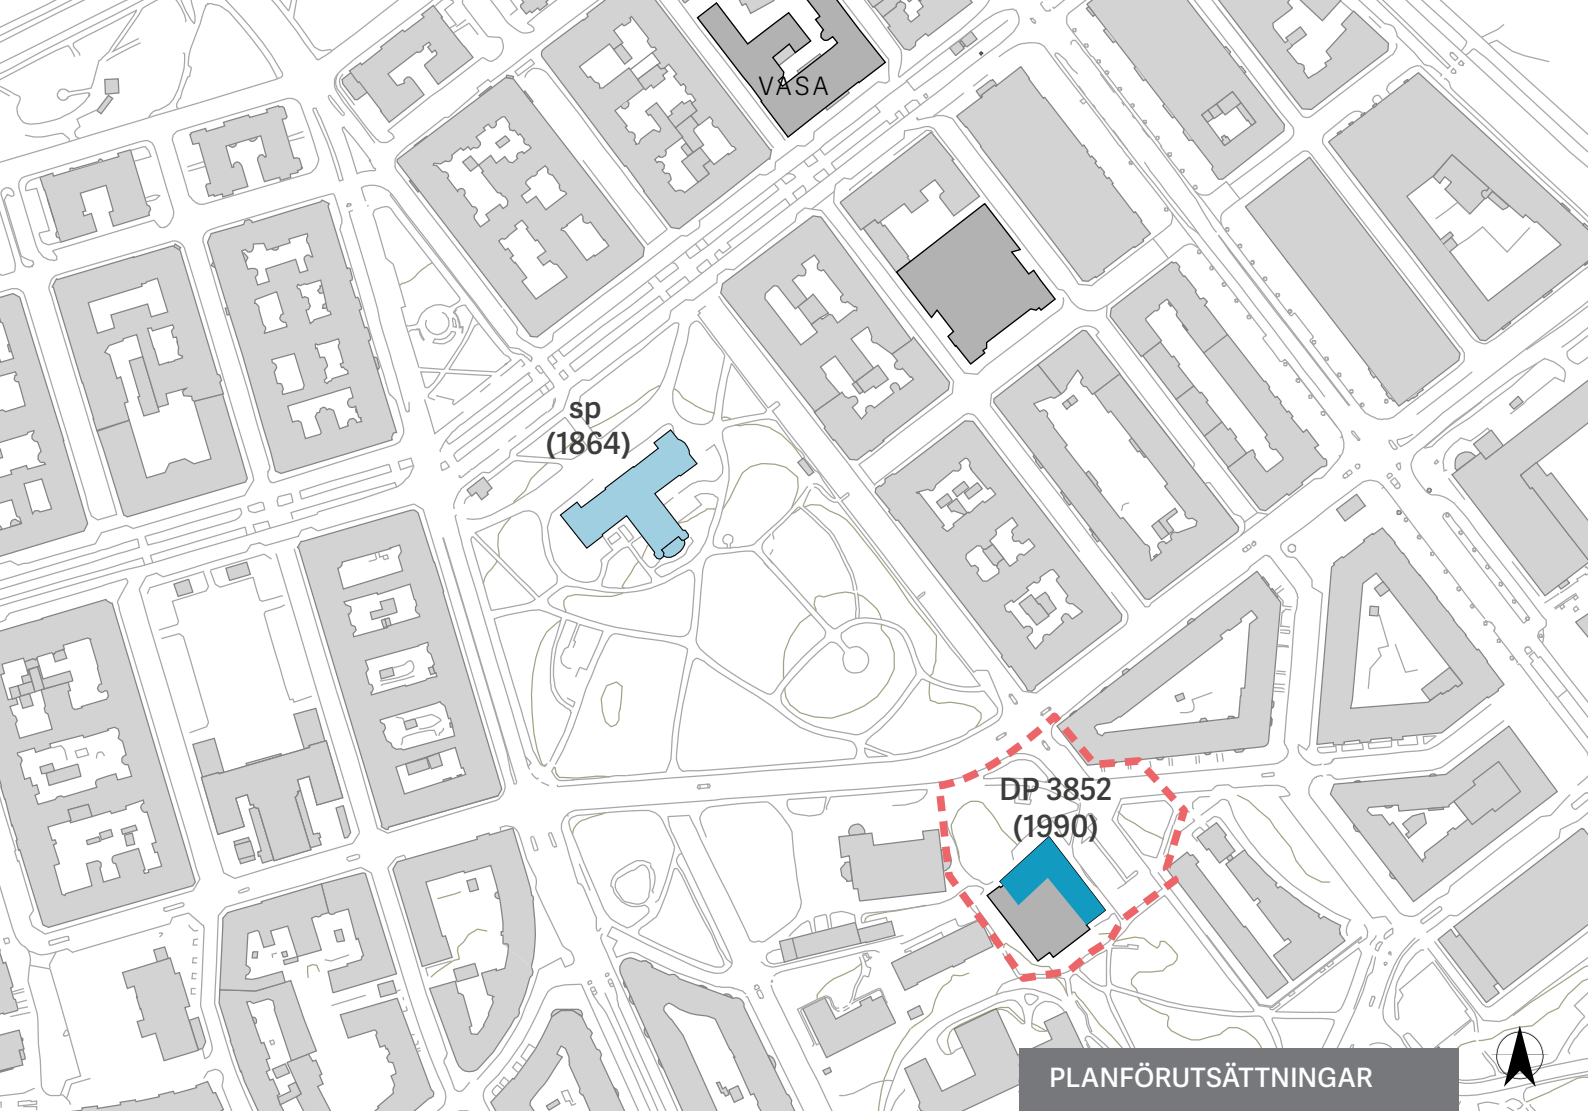 VASA
sp
(1864)
DP 3852
(1990)
PLANFÖRUTSÄTTNINGAR